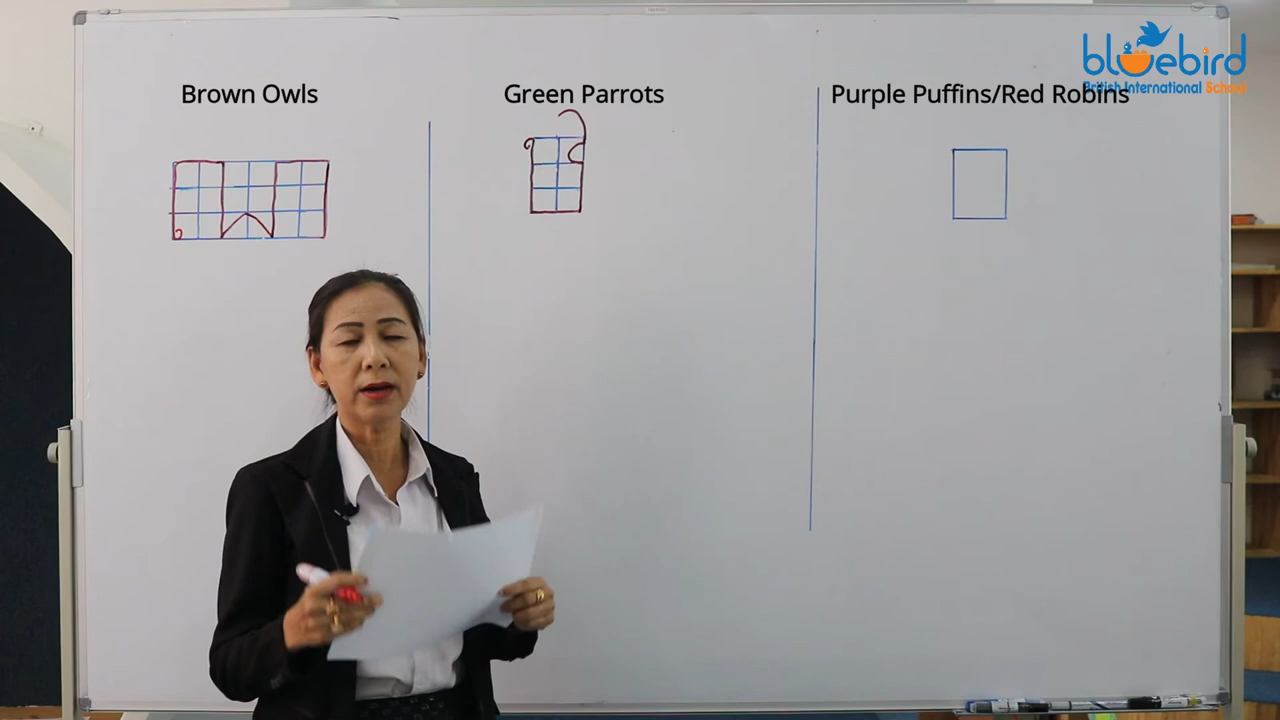 bluebird
British International School
Brown Owls
Green Parrots
Purple Puffins/Red Robins